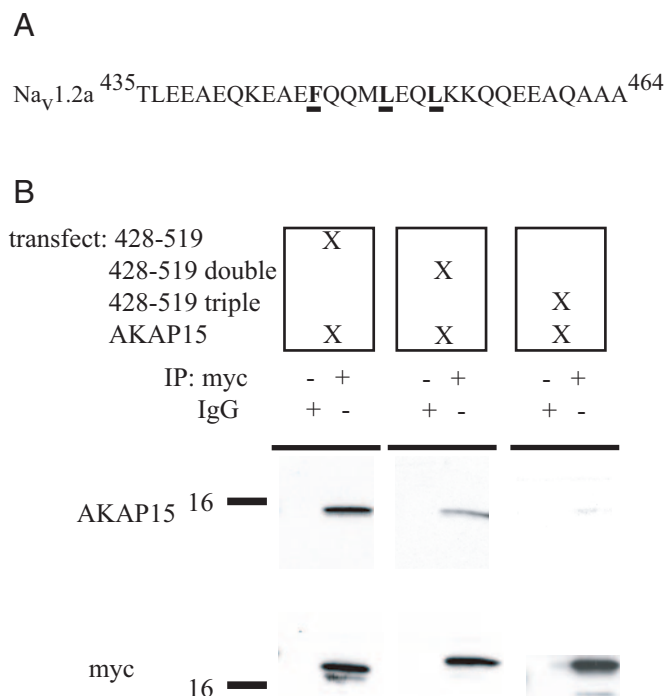 A
Nav1.2a 435TLEEAEQKEAEFQQMLEQLKKQQEEAQAAA464
B
transfect: 428-519 X
428-519 double X
428-519 triple X
AKAP15 X X X
IP: myc - + - + - +
IgG + - + - + -
AKAP15 16
myc
16